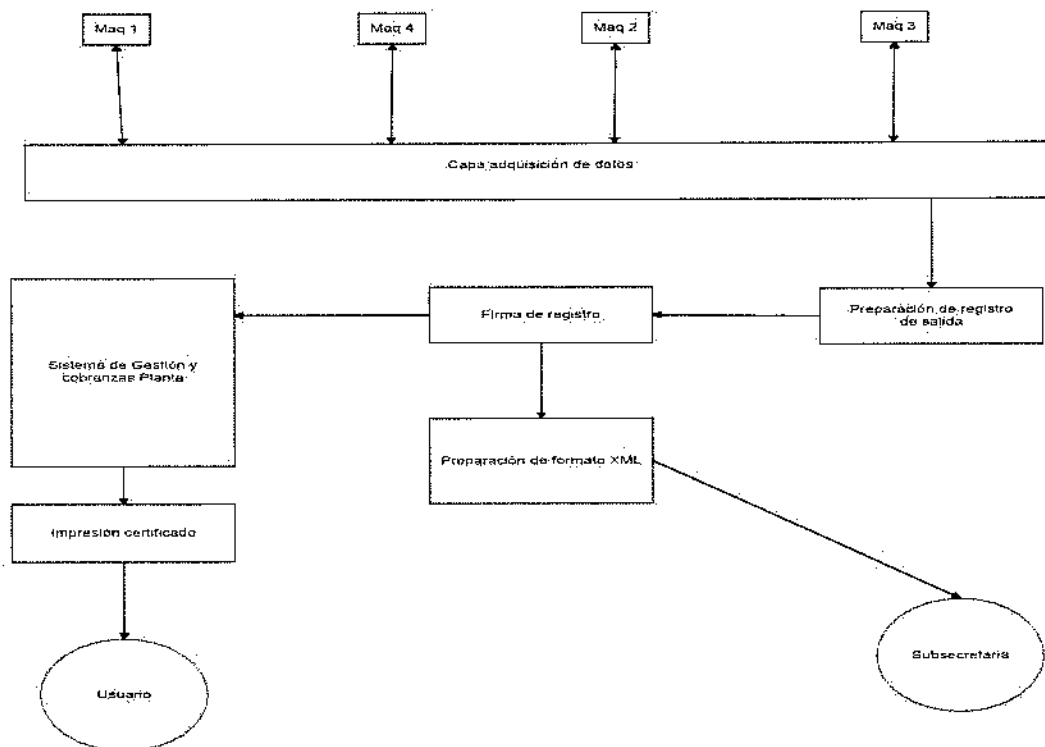 Maq 1
Maq 4
Maq 2
Maq 3
Capa adquisición de datos
Preparación de registro
de salida
Firma de registro
Sistema de Gestión y
cobranzas Planta
Preparación de formato XML
Impresión certificado
Subsecretaria
Usuario